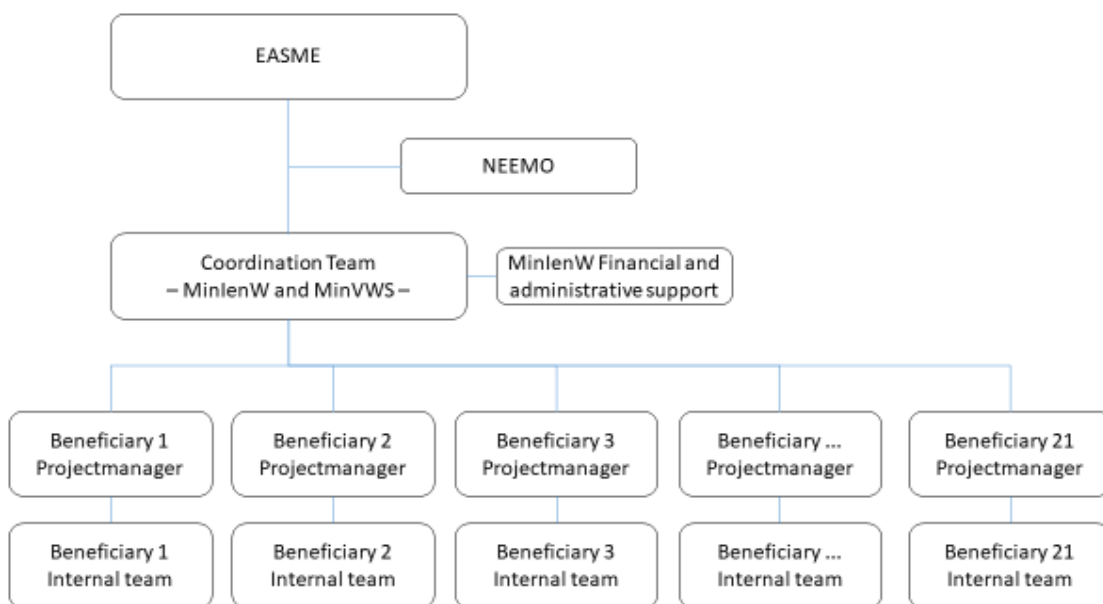 EASME
NEEMO
Coordination Team
– MinIenW and MinVWS –
MinIenW Financial and
administrative support
Beneficiary 1
Projectmanager
Beneficiary 2
Projectmanager
Beneficiary 3
Projectmanager
Beneficiary ...
Projectmanager
Beneficiary 21
Projectmanager
Beneficiary 1
Internal team
Beneficiary 2
Internal team
Beneficiary 3
Internal team
Beneficiary ...
Internal team
Beneficiary 21
Internal team